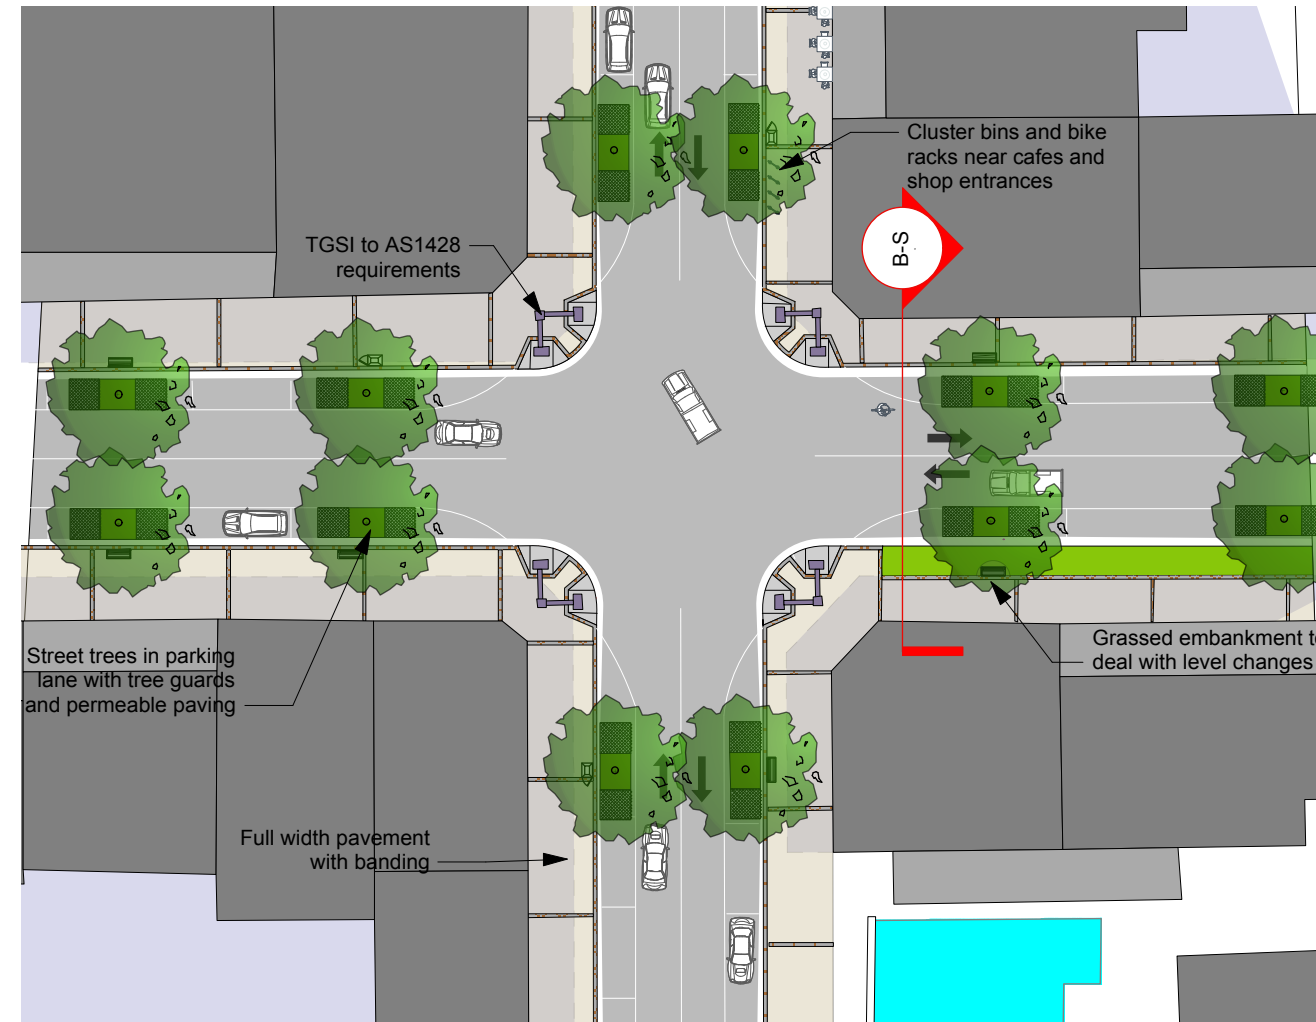 Cluster bins and bike
racks near cafes and
shop entrances
TGSI to AS1428
requirements
B-S
Street trees in parking
lane with tree guards
and permeable paving
Grassed embankment
deal with level changes
Full width pavement
with banding